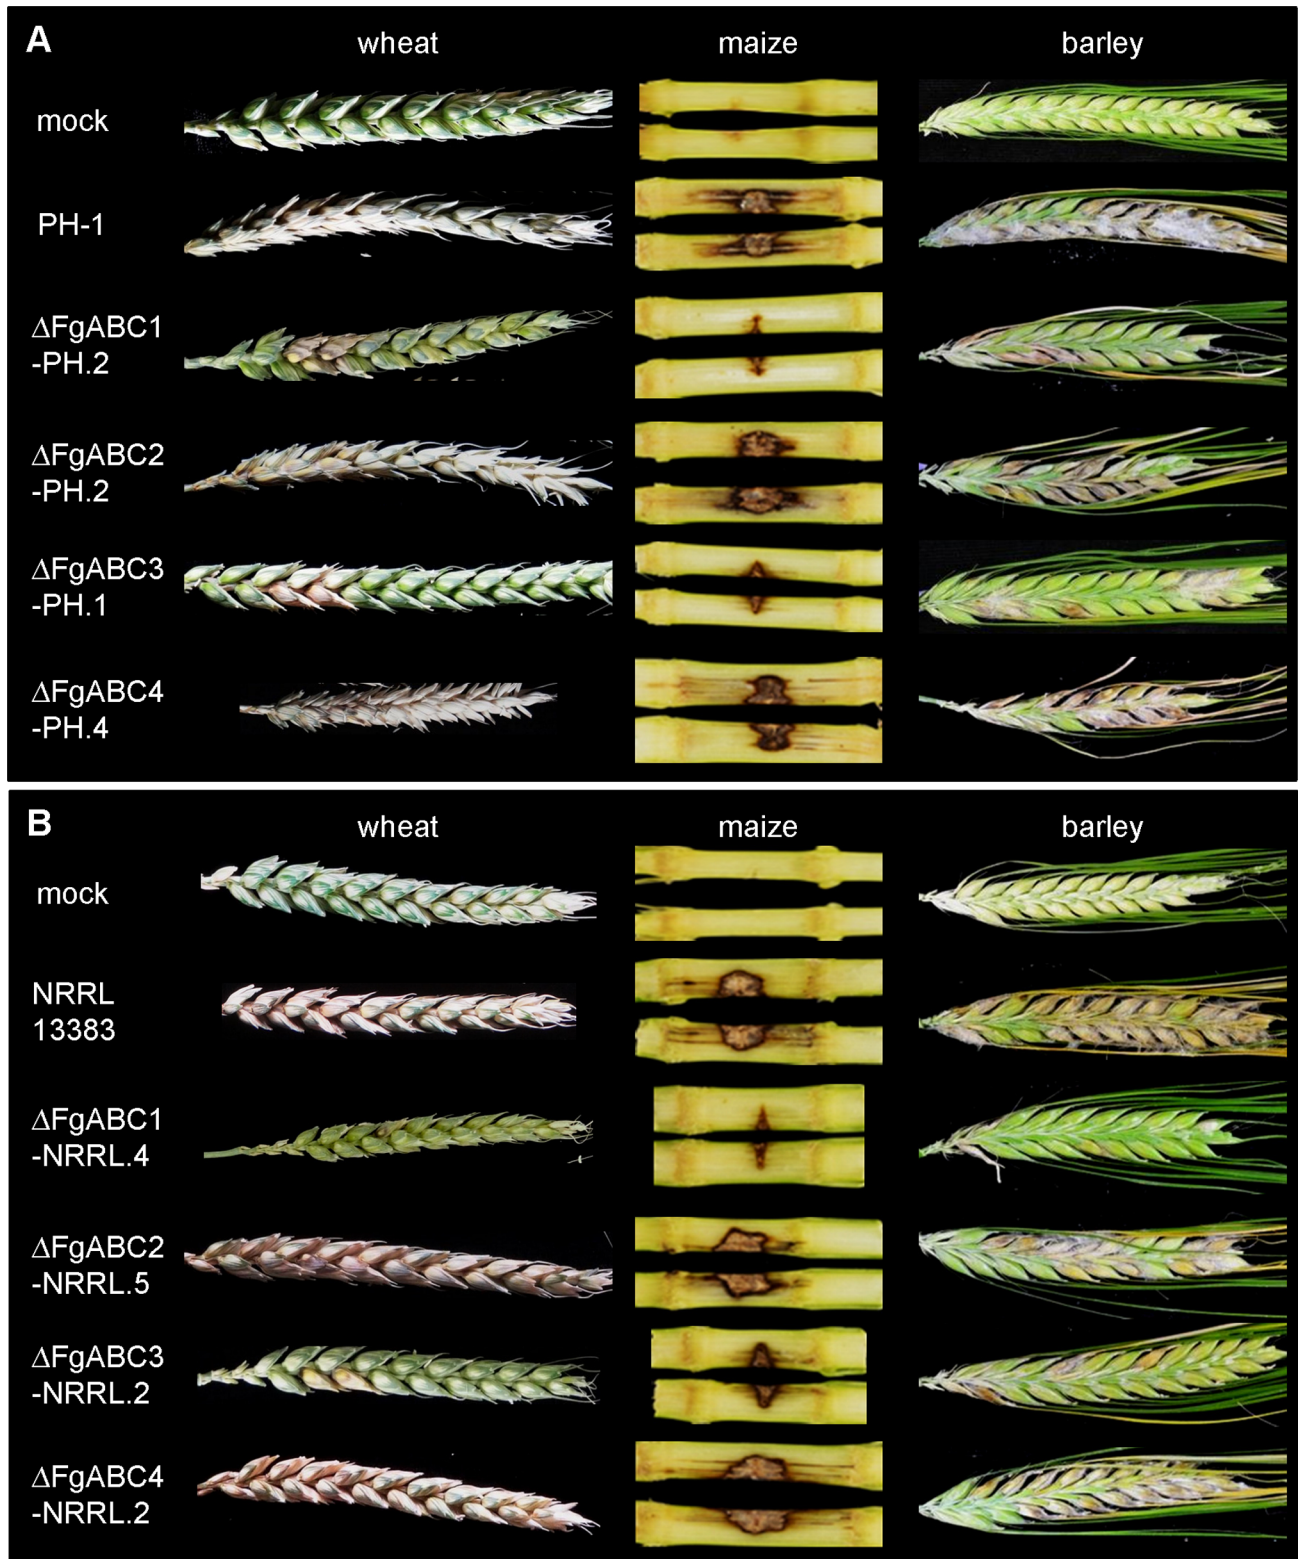 A
wheat maize barley
mock
PH-1
ΔFgABC1
-PH.2
ΔFgABC2
-PH.2
ΔFgABC3
-PH.1
ΔFgABC4
-PH.4
B
wheat maize barley
mock
NRRL
13383
ΔFgABC1
-NRRL.4
ΔFgABC2
-NRRL.5
ΔFgABC3
-NRRL.2
ΔFgABC4
-NRRL.2